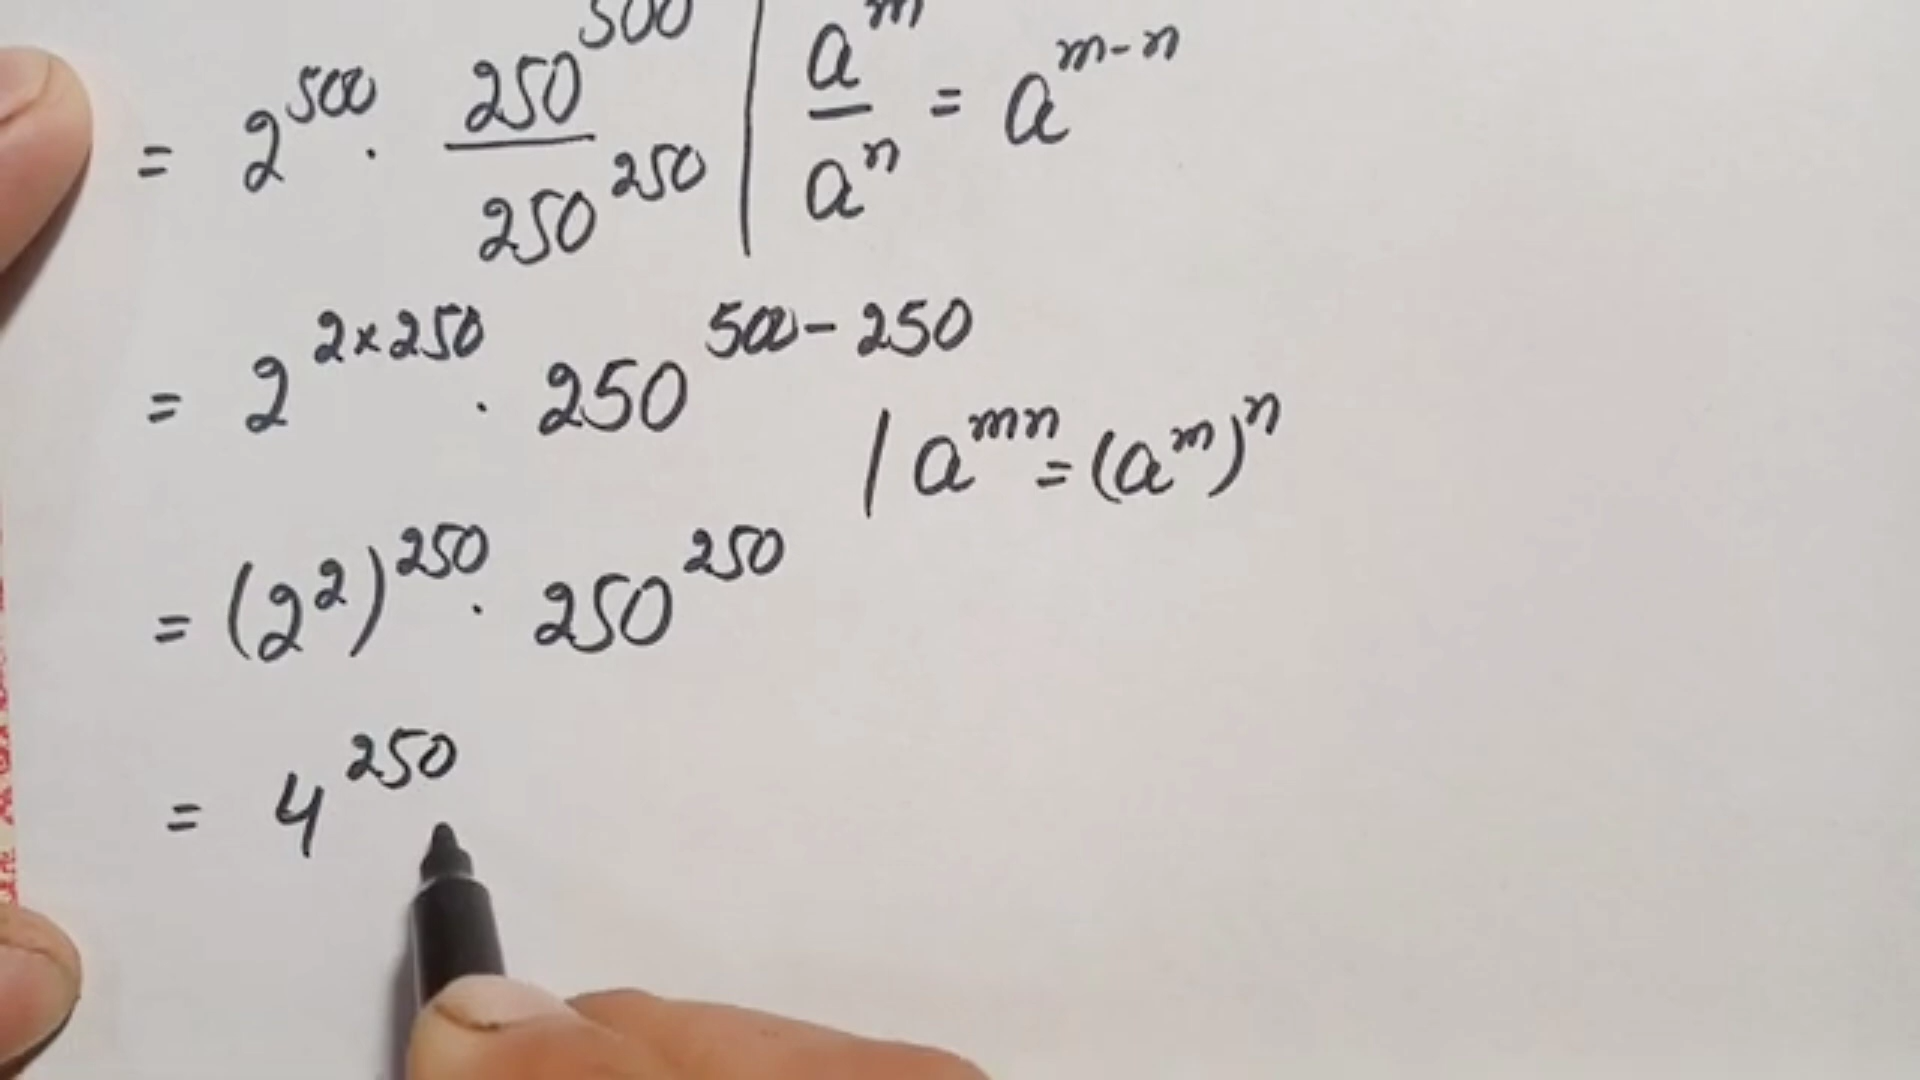 = 2^500 · 250^500 / 250^250 | a^m / a^n = a^(m-n)
= 2^(2×250) · 250^(500-250)
| a^(mn) = (a^m)^n
= (2^2)^250 · 250^250
= 4^250